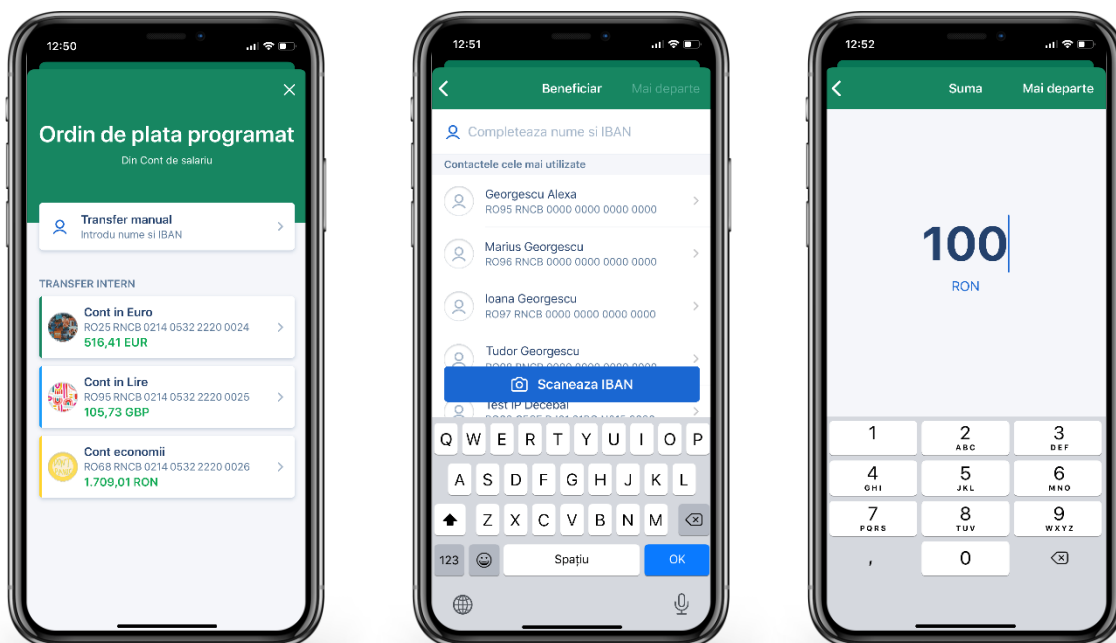 12:50
Ordin de plata programat
Din Cont de salariu
Transfer manual
Introdu nume si IBAN
TRANSFER INTERN
Cont in Euro
RO25 RNCB 0214 0532 2220 0024
516,41 EUR
Cont in Lire
RO95 RNCB 0214 0532 2220 0025
105,73 GBP
Cont economii
RO68 RNCB 0214 0532 2220 0026
1.709,01 RON
12:51
Beneficiar
Mai departe
Completeaza nume si IBAN
Contactele cele mai utilizate
Georgescu Alexa
RO95 RNCB 0000 0000 0000 0000
Marius Georgescu
RO96 RNCB 0000 0000 0000 0000
Ioana Georgescu
RO97 RNCB 0000 0000 0000 0000
Tudor Georgescu
RO98 RNCB 0000 0000 0000 0000
Scaneaza IBAN
Test IP Decebal
Q W E R T Y U I O P
A S D F G H J K L
Z X C V B N M
123 Spațiu OK
12:52
Suma
Mai departe
100
RON
1 2 3
ABC DEF
4 5 6
GHI JKL MNO
7 8 9
PQRS TUV WXYZ
, 0